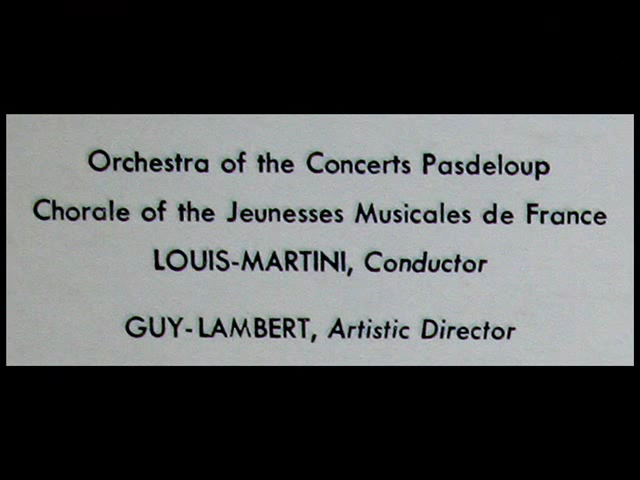 Orchestra of the Concerts Pasdeloup
Chorale of the Jeunesses Musicales de France
LOUIS-MARTINI, Conductor
GUY-LAMBERT, Artistic Director